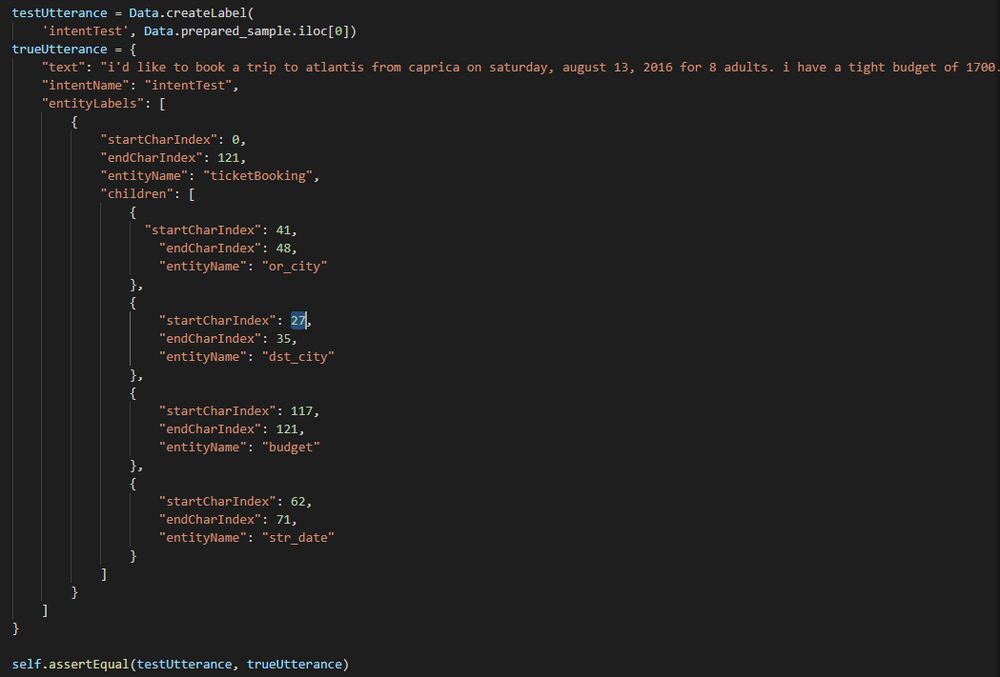 testUtterance = Data.createLabel(
    'intentTest', Data.prepared_sample.iloc[0])
trueUtterance = {
    "text": "i'd like to book a trip to atlantis from caprica on saturday, august 13, 2016 for 8 adults. i have a tight budget of 1700.
    "intentName": "intentTest",
    "entityLabels": [
        {
            "startCharIndex": 0,
            "endCharIndex": 121,
            "entityName": "ticketBooking",
            "children": [
                {
                  "startCharIndex": 41,
                    "endCharIndex": 48,
                    "entityName": "or_city"
                },
                {
                    "startCharIndex": 27,
                    "endCharIndex": 35,
                    "entityName": "dst_city"
                },
                {
                    "startCharIndex": 117,
                    "endCharIndex": 121,
                    "entityName": "budget"
                },
                {
                    "startCharIndex": 62,
                    "endCharIndex": 71,
                    "entityName": "str_date"
                }
            ]
        }
    ]
}
self.assertEqual(testUtterance, trueUtterance)